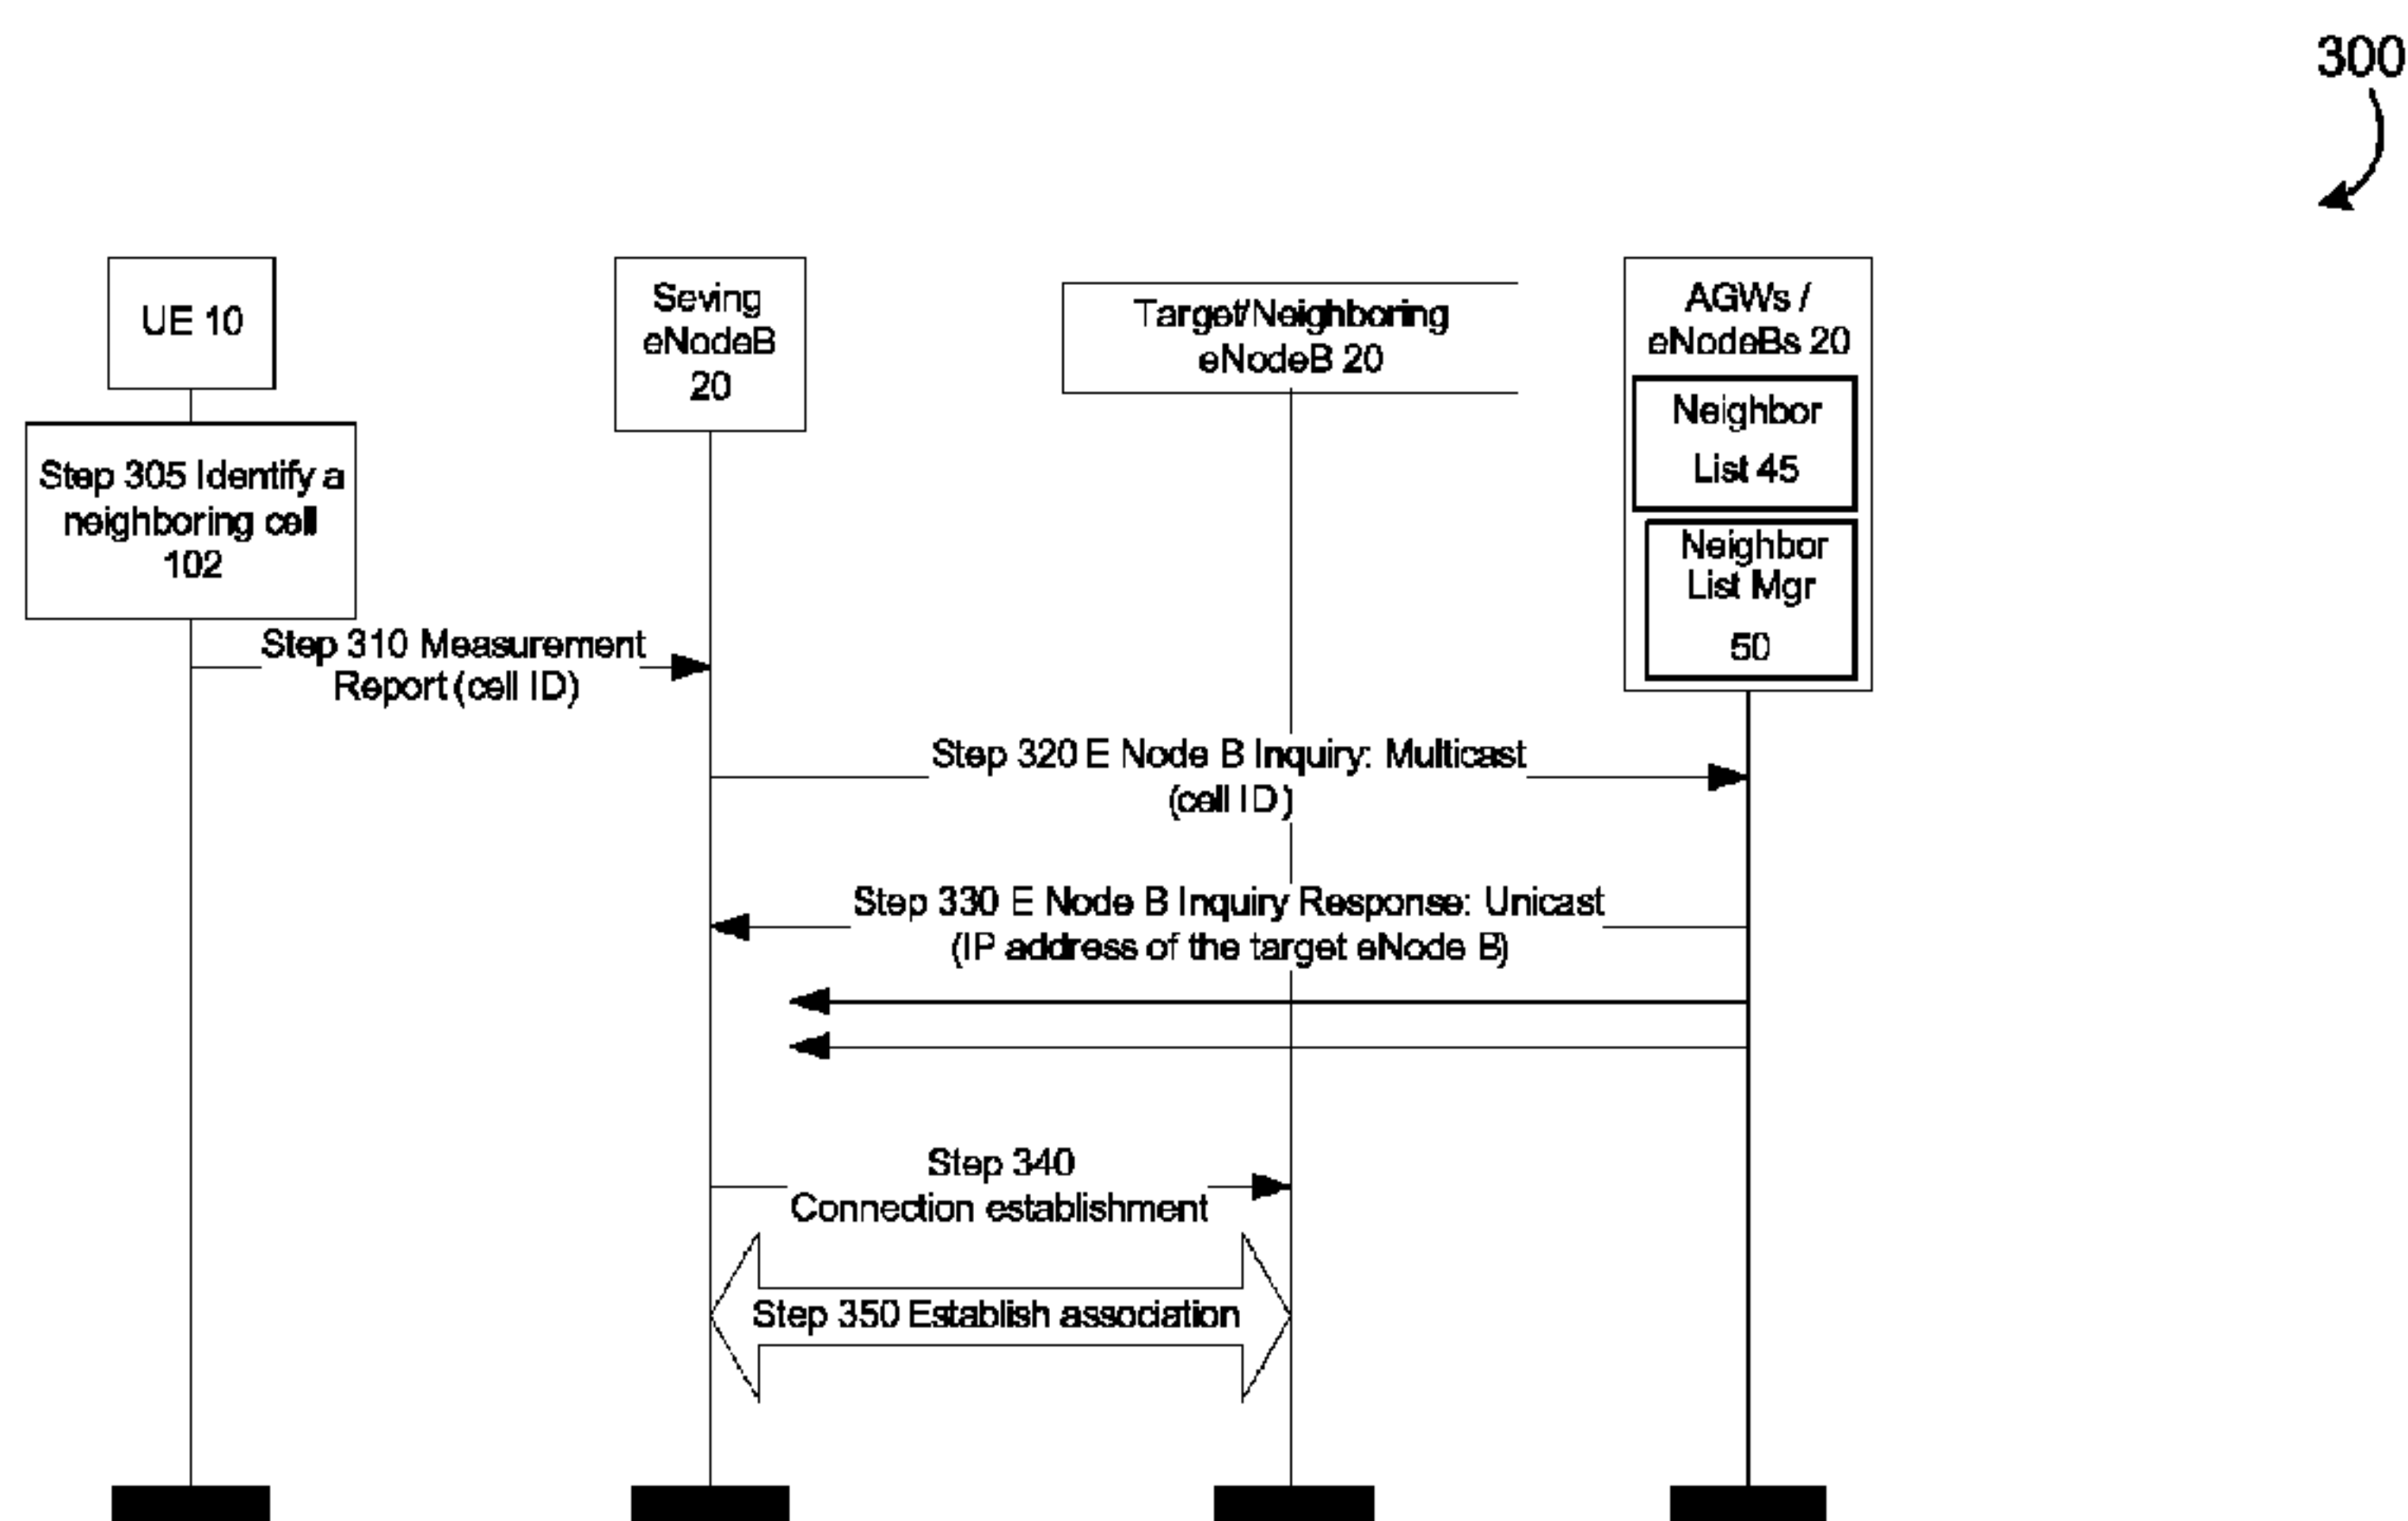 300
UE 10
Seving
eNodeB
20
Target/Neighboring
eNodeB 20
AGWs /
eNodeBs 20
Neighbor
List 45
Neighbor
List Mgr
50
Step 305 Identify a
neighboring cell
102
Step 310 Measurement
Report (cell ID)
Step 320 E Node B Inquiry: Multicast
(cell ID)
Step 330 E Node B Inquiry Response: Unicast
(IP address of the target eNode B)
Step 340
Connection establishment
Step 350 Establish association